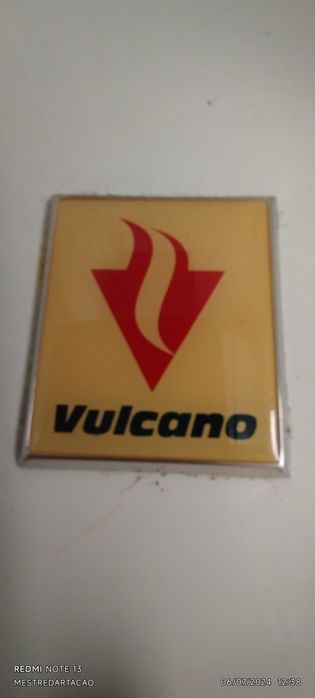 Vulcano
REDMI NOTE 13
MESTREDARTACAO
06/07/2024 12:38